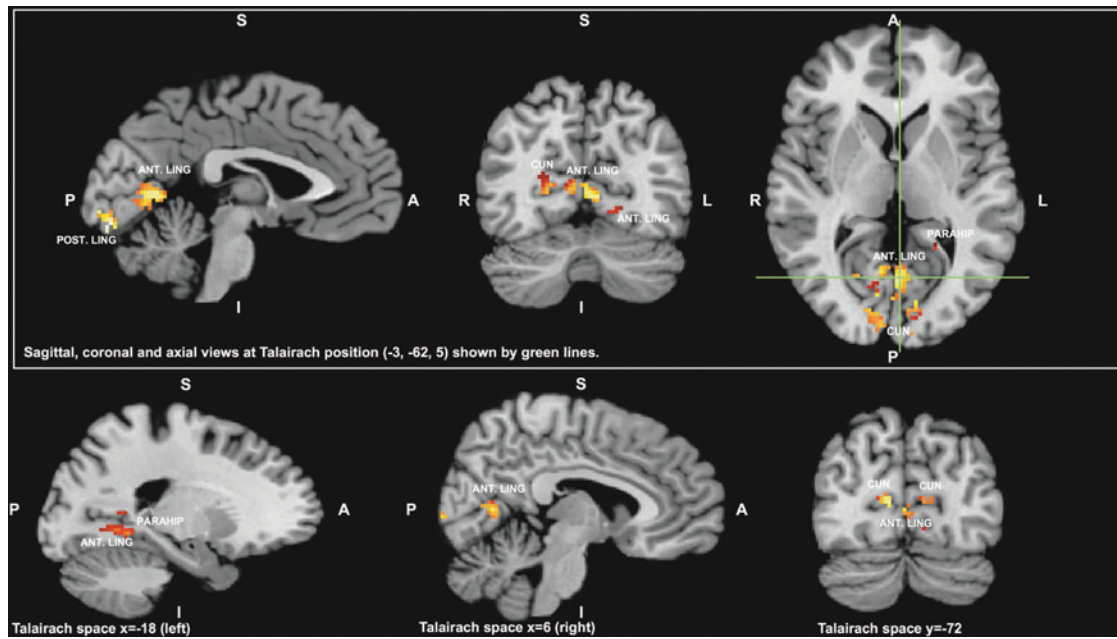 S
S
A
ANT. LING
CUN
ANT. LING
P
A
R
L
R
L
POST. LING
ANT. LING
PARAHIP
ANT. LING
I
I
CUN
P
Sagittal, coronal and axial views at Talairach position (-3, -62, 5) shown by green lines.
S
S
ANT. LING
CUN
CUN
P
PARAHIP
A
P
A
ANT. LING
ANT. LING
I
I
Talairach space x=-18 (left)
Talairach space x=6 (right)
Talairach space y=-72